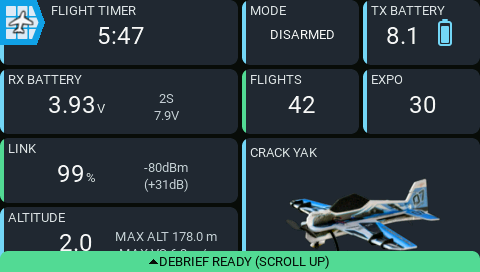 FLIGHT TIMER
5:47
MODE
DISARMED
TX BATTERY
8.1
RX BATTERY
3.93V
2S
7.9V
FLIGHTS
42
EXPO
30
LINK
99%
-80dBm
(+31dB)
CRACK YAK
07
ALTITUDE
2.0
MAX ALT 178.0 m
DEBRIEF READY (SCROLL UP)